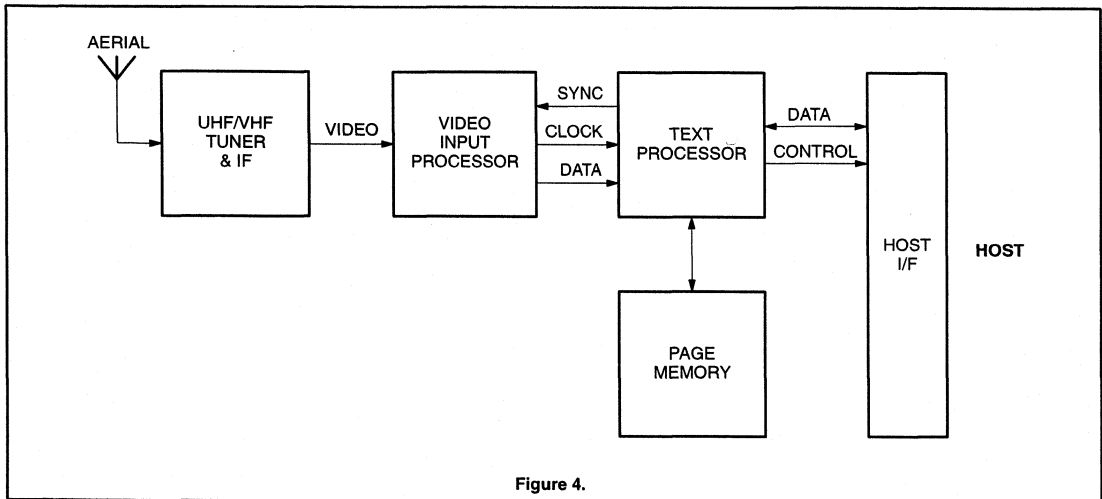 AERIAL
UHF/VHF
TUNER
& IF
VIDEO
VIDEO
INPUT
PROCESSOR
SYNC
CLOCK
DATA
TEXT
PROCESSOR
DATA
CONTROL
HOST
I/F
HOST
PAGE
MEMORY
Figure 4.